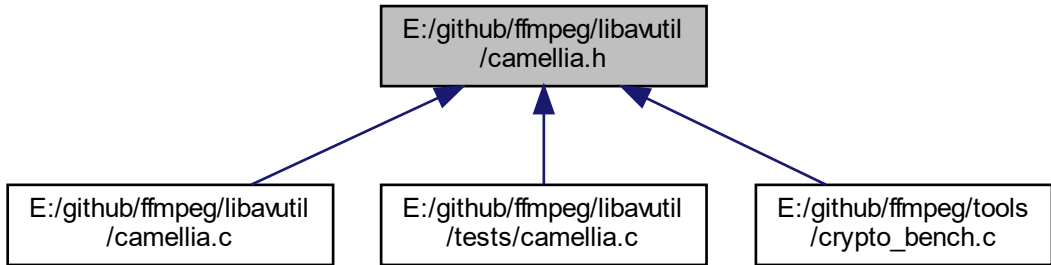 E:/github/ffmpeg/libavutil
/camellia.h
E:/github/ffmpeg/libavutil
/camellia.c
E:/github/ffmpeg/libavutil
/tests/camellia.c
E:/github/ffmpeg/tools
/crypto_bench.c